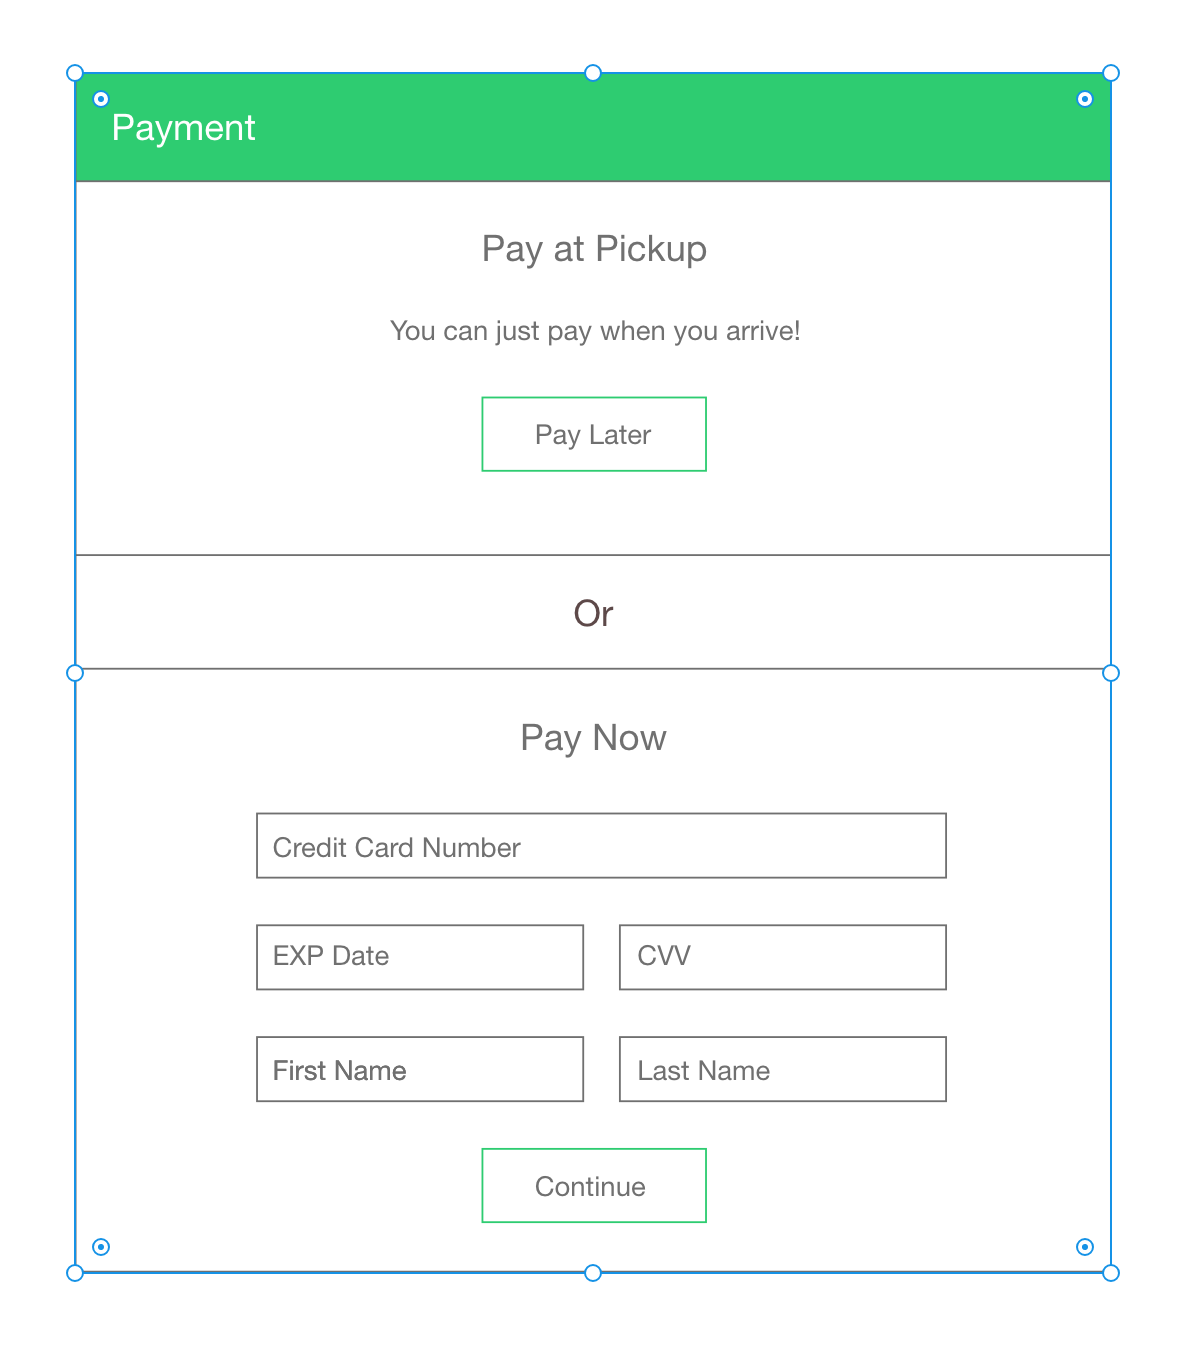 Payment
Pay at Pickup
You can just pay when you arrive!
Pay Later
Or
Pay Now
Credit Card Number
EXP Date
CVV
First Name
Last Name
Continue